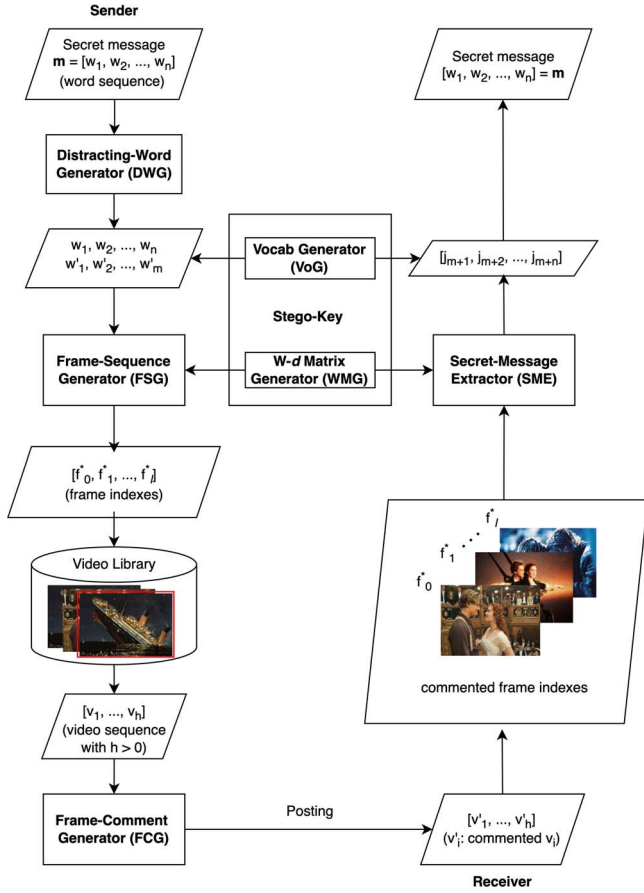 Sender
Secret message
m = [w₁, w₂, ..., wₙ]
(word sequence)
Distracting-Word
Generator (DWG)
w₁, w₂, ..., wₙ
w'₁, w'₂, ..., w'ₘ
Frame-Sequence
Generator (FSG)
[f*₀, f*₁, ..., f*ₗ]
(frame indexes)
Video Library
[v₁, ..., vₕ]
(video sequence
with h > 0)
Frame-Comment
Generator (FCG)
Posting
Vocab Generator
(VoG)
Stego-Key
W-d Matrix
Generator (WMG)
Secret message
[w₁, w₂, ..., wₙ] = m
[jₘ₊₁, jₘ₊₂, ..., jₘ₊ₙ]
Secret-Message
Extractor (SME)
f*ₗ
f*₁
f*₀
commented frame indexes
[v'₁, ..., v'ₕ]
(v'ᵢ: commented vᵢ)
Receiver